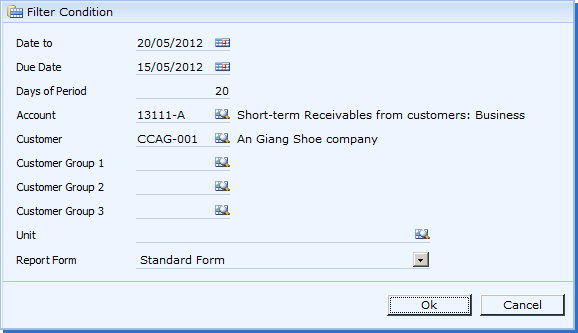 Filter Condition
Date to 20/05/2012
Due Date 15/05/2012
Days of Period 20
Account 13111-A Short-term Receivables from customers: Business
Customer CCAG-001 An Giang Shoe company
Customer Group 1
Customer Group 2
Customer Group 3
Unit
Report Form Standard Form
Ok Cancel